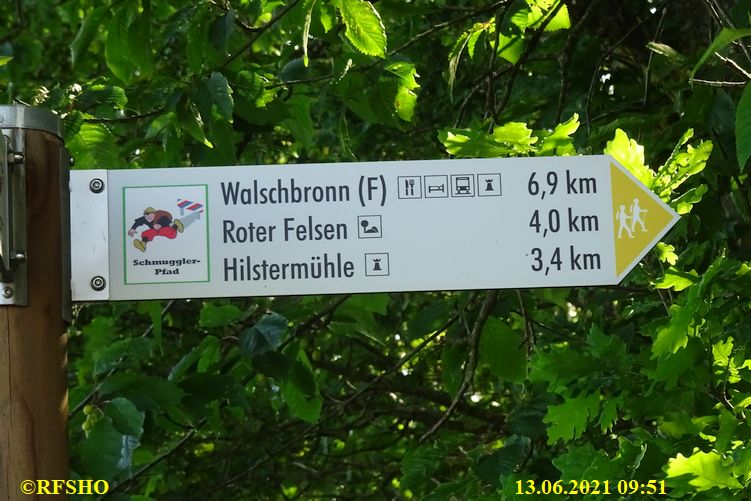 Walschbronn (F) 6,9 km
Roter Felsen 4,0 km
Hilstermühle 3,4 km
Schmuggler-
Pfad
©RFSHO
13.06.2021 09:51